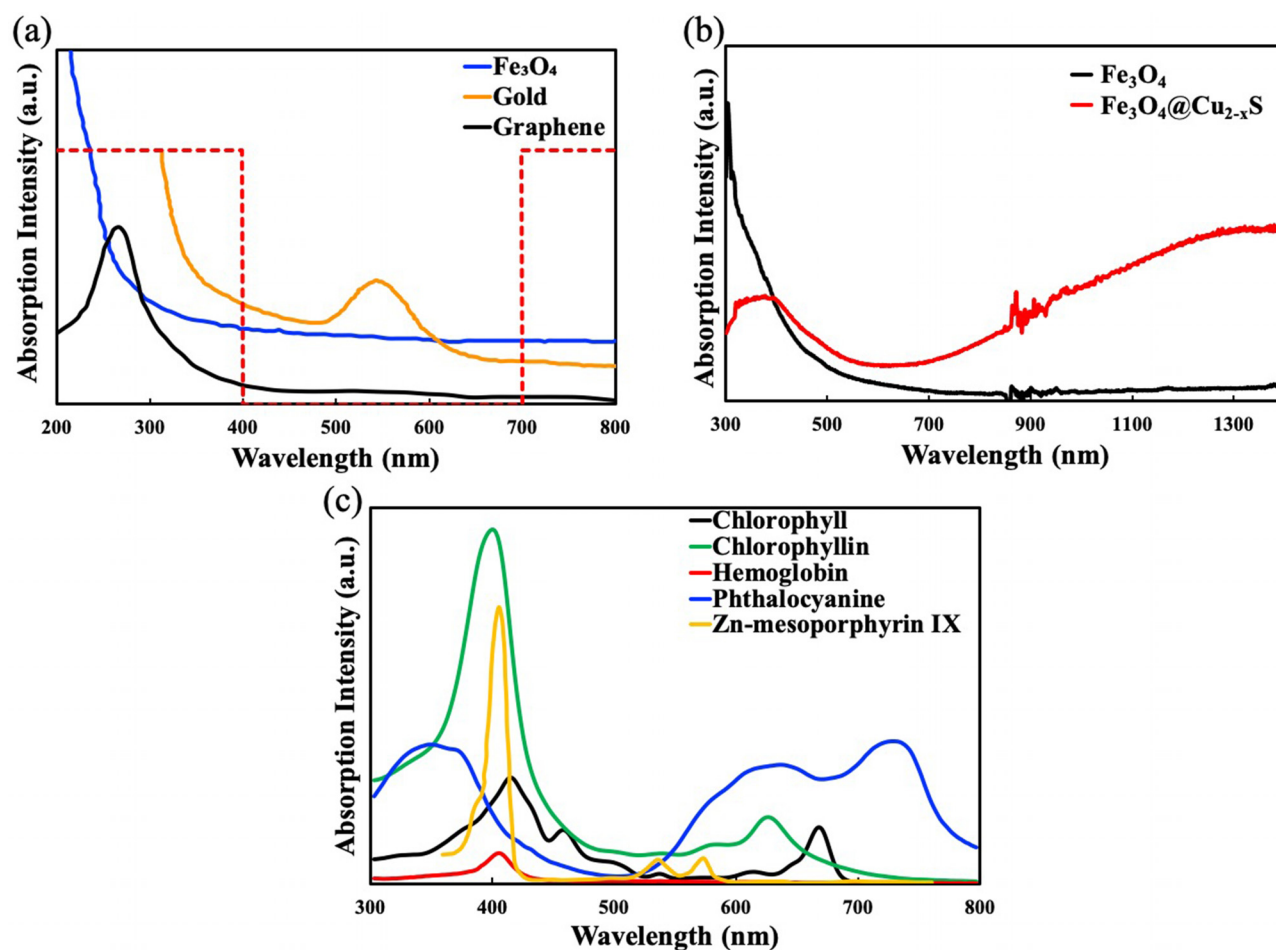 (a)
Fe₃O₄
Gold
Graphene
Absorption Intensity (a.u.)
200 300 400 500 600 700 800
Wavelength (nm)
(b)
Fe₃O₄
Fe₃O₄@Cu₂₋ₓS
Absorption Intensity (a.u.)
300 500 700 900 1100 1300
Wavelength (nm)
(c)
Chlorophyll
Chlorophyllin
Hemoglobin
Phthalocyanine
Zn-mesoporphyrin IX
Absorption Intensity (a.u.)
300 400 500 600 700 800
Wavelength (nm)